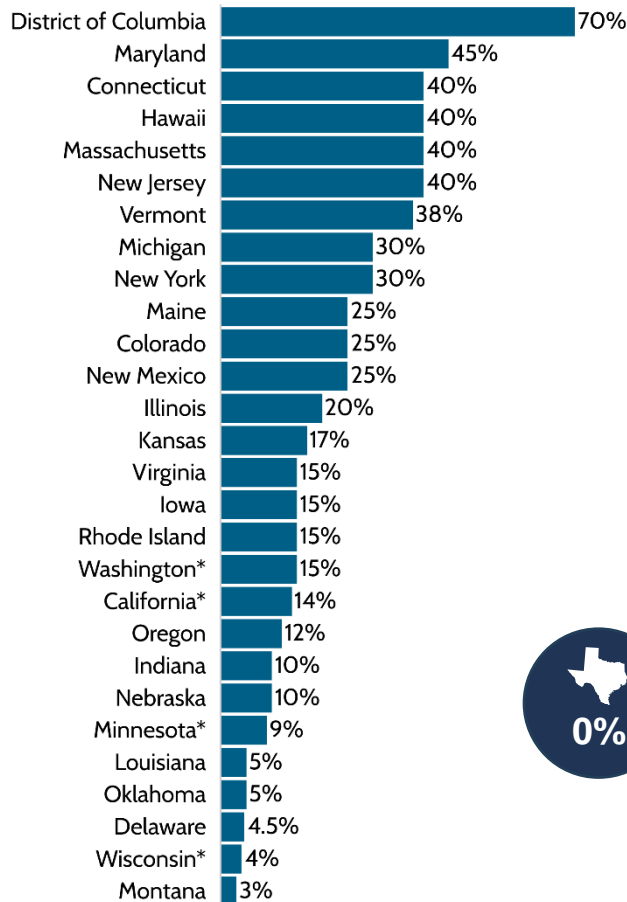 District of Columbia 70%
Maryland 45%
Connecticut 40%
Hawaii 40%
Massachusetts 40%
New Jersey 40%
Vermont 38%
Michigan 30%
New York 30%
Maine 25%
Colorado 25%
New Mexico 25%
Illinois 20%
Kansas 17%
Virginia 15%
Iowa 15%
Rhode Island 15%
Washington* 15%
California* 14%
Oregon 12%
Indiana 10%
Nebraska 10%
Minnesota* 9%
0%
Louisiana 5%
Oklahoma 5%
Delaware 4.5%
Wisconsin* 4%
Montana 3%